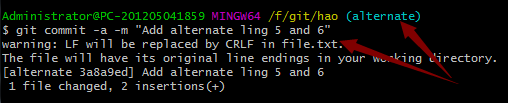 Administrator@PC-201205041859 MINGW64 /f/git/hao (alternate)
$ git commit -a -m "Add alternate ling 5 and 6"
warning: LF will be replaced by CRLF in file.txt.
The file will have its original line endings in your working directory.
[alternate 3a8a9ed] Add alternate ling 5 and 6
 1 file changed, 2 insertions(+)